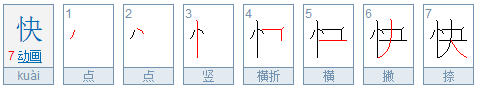 快 1 2 3 4 5 6 7
7 动画
kuài 点 点 竖 横折 横 撇 捺